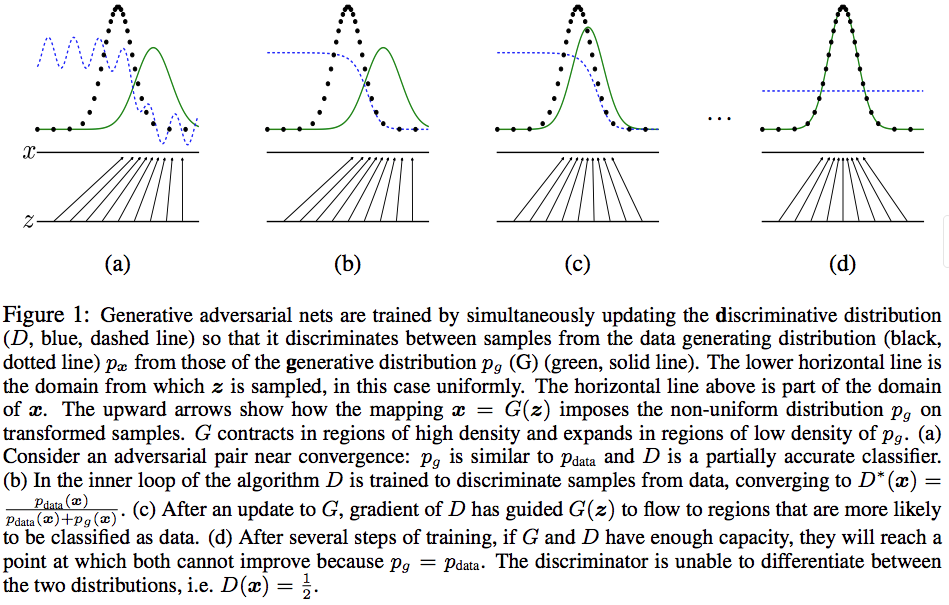 ...
x
z
(a) (b) (c) (d)
Figure 1: Generative adversarial nets are trained by simultaneously updating the discriminative distribution
(D, blue, dashed line) so that it discriminates between samples from the data generating distribution (black,
dotted line) pₓ from those of the generative distribution p_g (G) (green, solid line). The lower horizontal line is
the domain from which z is sampled, in this case uniformly. The horizontal line above is part of the domain
of x. The upward arrows show how the mapping x = G(z) imposes the non-uniform distribution p_g on
transformed samples. G contracts in regions of high density and expands in regions of low density of p_g. (a)
Consider an adversarial pair near convergence: p_g is similar to p_data and D is a partially accurate classifier.
(b) In the inner loop of the algorithm D is trained to discriminate samples from data, converging to D*(x) =
p_data(x) / (p_data(x)+p_g(x)). (c) After an update to G, gradient of D has guided G(z) to flow to regions that are more likely
to be classified as data. (d) After several steps of training, if G and D have enough capacity, they will reach a
point at which both cannot improve because p_g = p_data. The discriminator is unable to differentiate between
the two distributions, i.e. D(x) = 1/2.